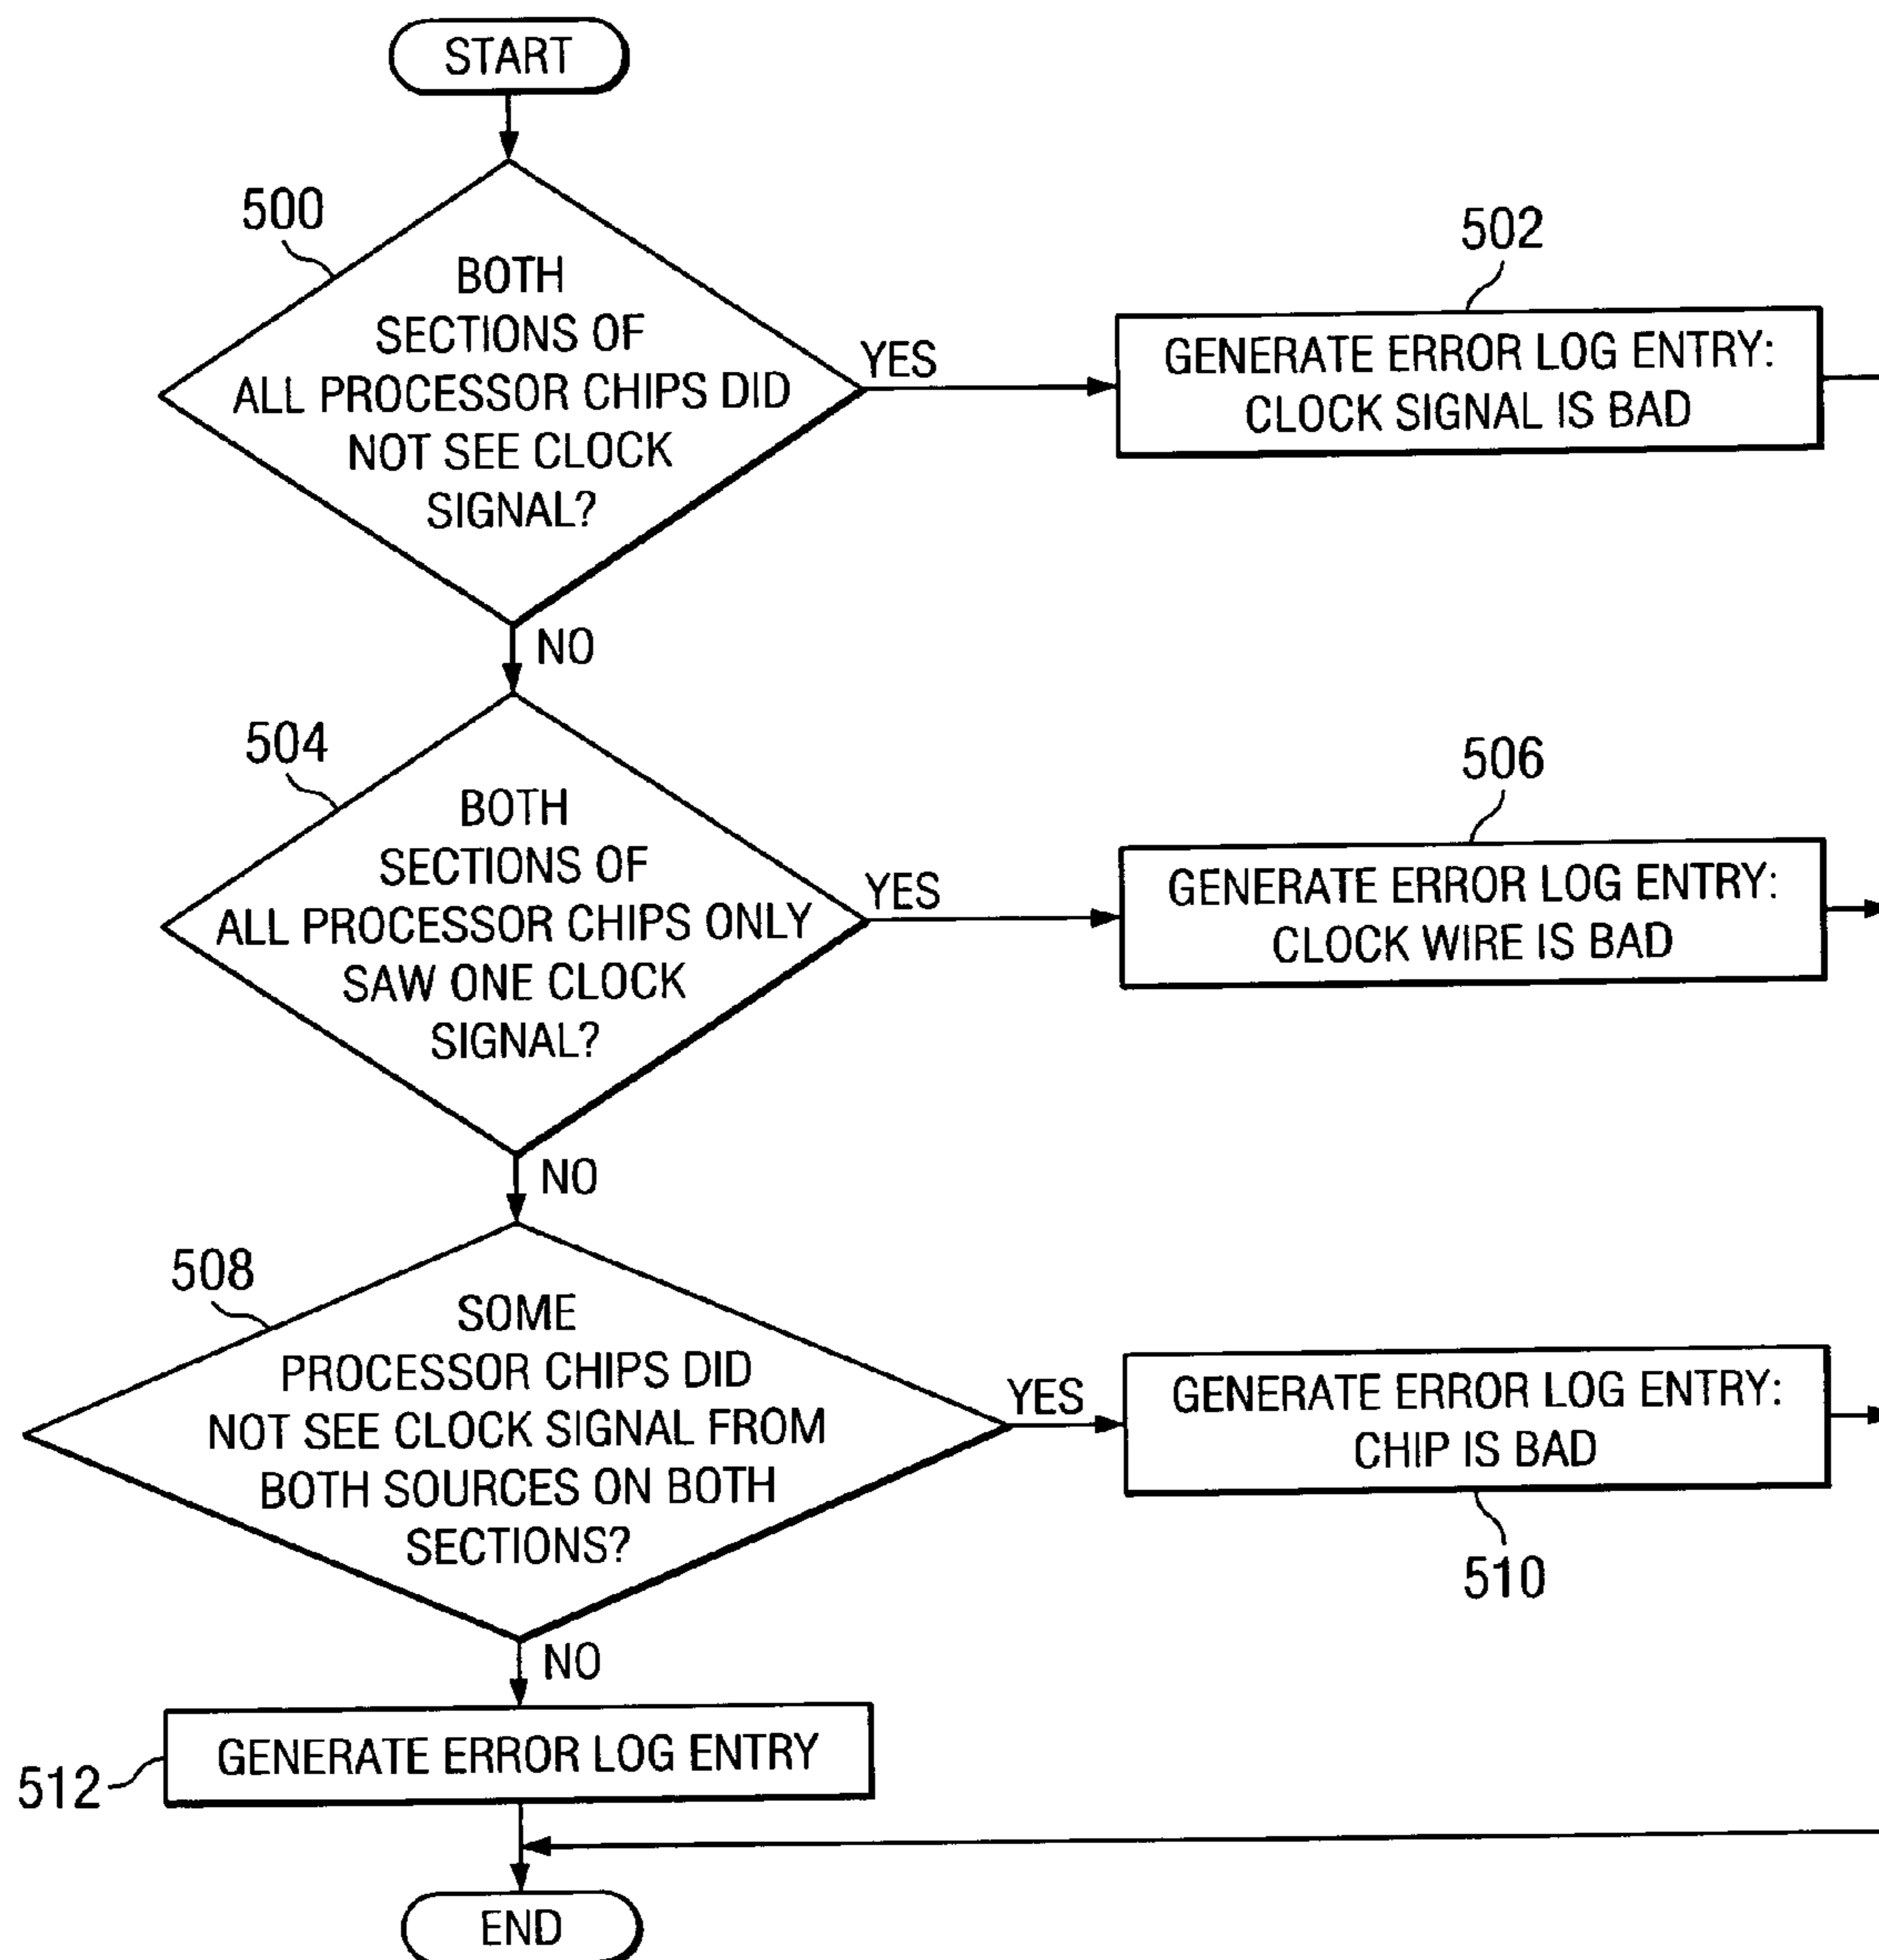 START
500
BOTH
SECTIONS OF
ALL PROCESSOR CHIPS DID
NOT SEE CLOCK
SIGNAL?
YES
502
GENERATE ERROR LOG ENTRY:
CLOCK SIGNAL IS BAD
NO
504
BOTH
SECTIONS OF
ALL PROCESSOR CHIPS ONLY
SAW ONE CLOCK
SIGNAL?
YES
506
GENERATE ERROR LOG ENTRY:
CLOCK WIRE IS BAD
NO
508
SOME
PROCESSOR CHIPS DID
NOT SEE CLOCK SIGNAL FROM
BOTH SOURCES ON BOTH
SECTIONS?
YES
GENERATE ERROR LOG ENTRY:
CHIP IS BAD
510
NO
512
GENERATE ERROR LOG ENTRY
END